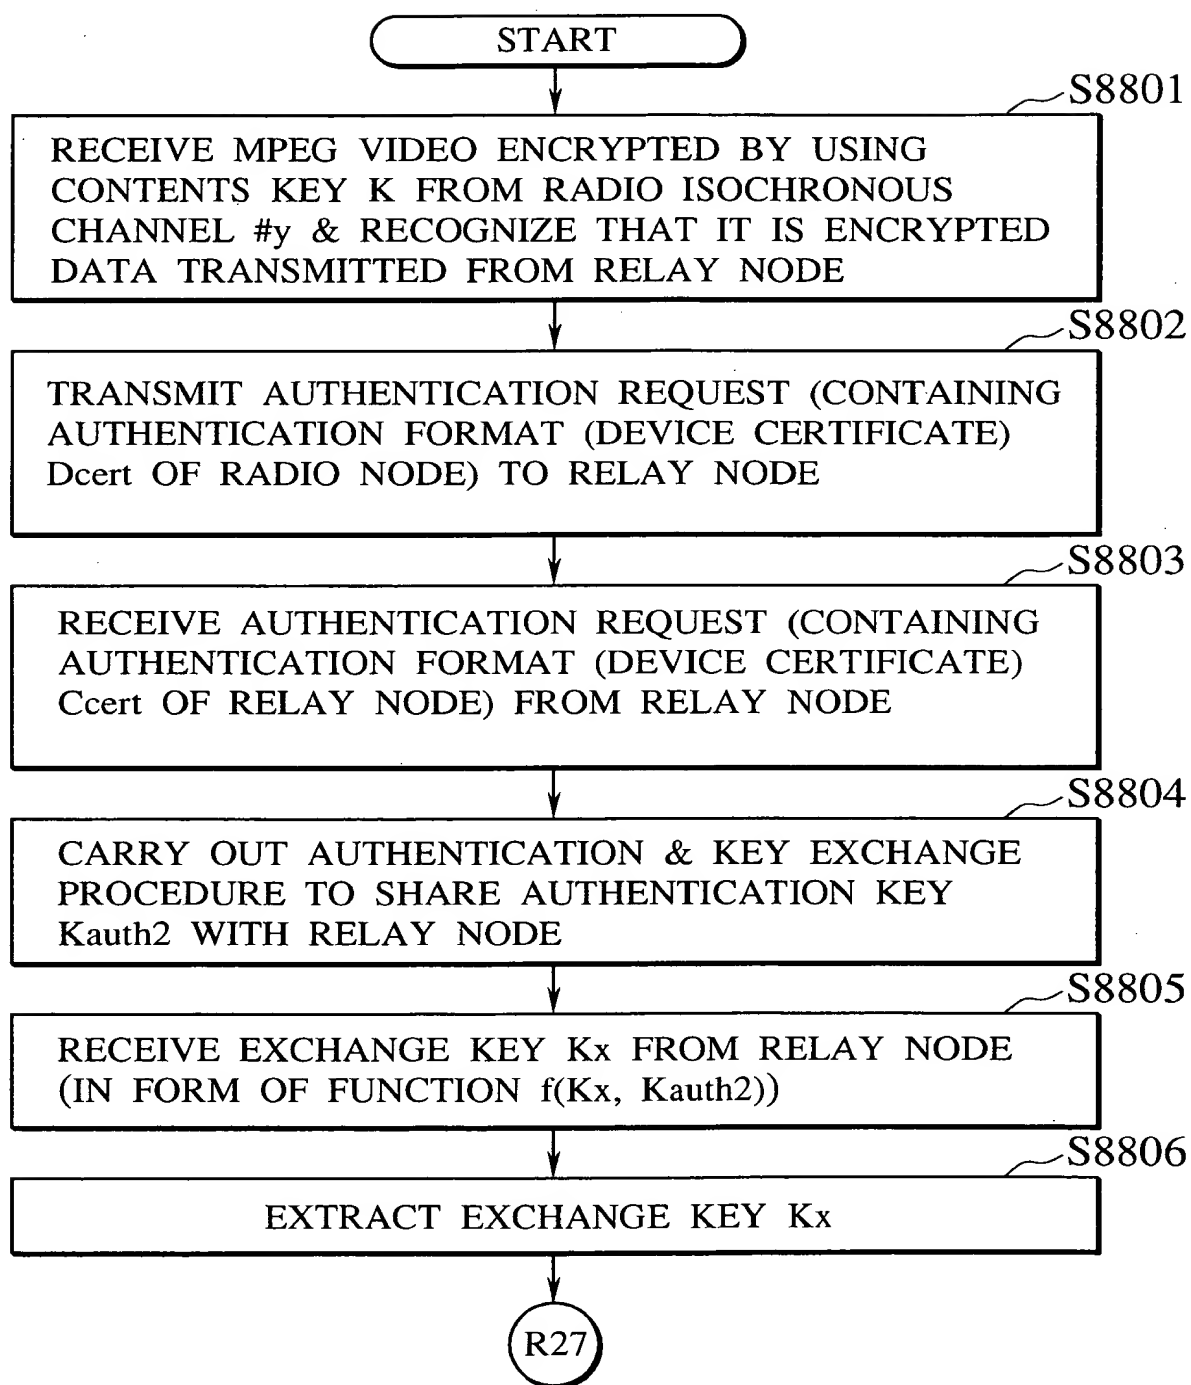 START
S8801
RECEIVE MPEG VIDEO ENCRYPTED BY USING
CONTENTS KEY K FROM RADIO ISOCHRONOUS
CHANNEL #y & RECOGNIZE THAT IT IS ENCRYPTED
DATA TRANSMITTED FROM RELAY NODE
S8802
TRANSMIT AUTHENTICATION REQUEST (CONTAINING
AUTHENTICATION FORMAT (DEVICE CERTIFICATE)
Dcert OF RADIO NODE) TO RELAY NODE
S8803
RECEIVE AUTHENTICATION REQUEST (CONTAINING
AUTHENTICATION FORMAT (DEVICE CERTIFICATE)
Ccert OF RELAY NODE) FROM RELAY NODE
S8804
CARRY OUT AUTHENTICATION & KEY EXCHANGE
PROCEDURE TO SHARE AUTHENTICATION KEY
Kauth2 WITH RELAY NODE
S8805
RECEIVE EXCHANGE KEY Kx FROM RELAY NODE
(IN FORM OF FUNCTION f(Kx, Kauth2))
S8806
EXTRACT EXCHANGE KEY Kx
R27